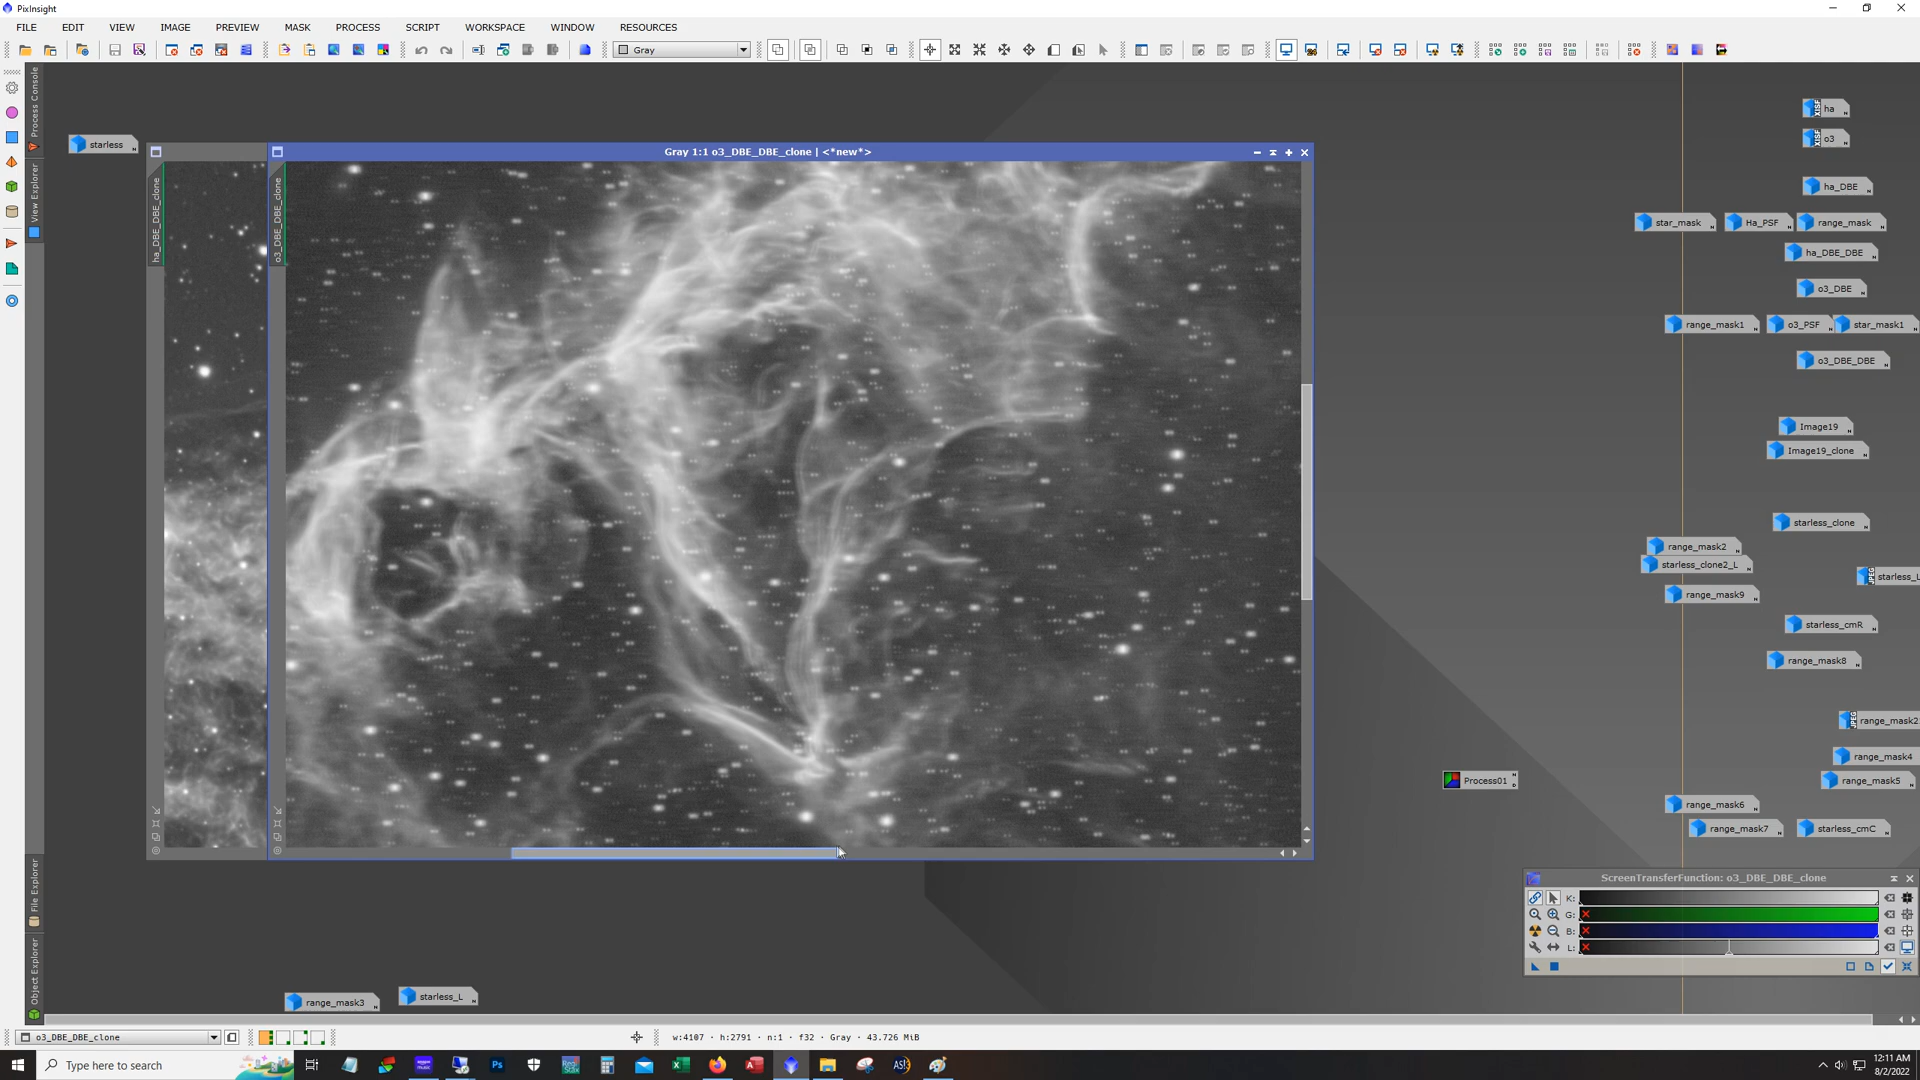 PixInsight
FILE EDIT VIEW IMAGE PREVIEW MASK PROCESS SCRIPT WORKSPACE WINDOW RESOURCES
Gray
Process Console
View Explorer
File Explorer
Object Explorer
starless
Gray 1:1 o3_DBE_DBE_clone | <*new*>
ha_DBE_DBE_clone
o3_DBE_DBE_clone
XISF ha
XISF o3
ha_DBE
star_mask Ha_PSF range_mask
ha_DBE_DBE
o3_DBE
range_mask1 o3_PSF star_mask1
o3_DBE_DBE
Image19
Image19_clone
starless_clone
range_mask2
starless_clone2_L
JPEG starless_L
range_mask9
starless_cmR
range_mask8
JPEG range_mask2
range_mask4
Process01 range_mask5
range_mask6
range_mask7 starless_cmC
ScreenTransferFunction: o3_DBE_DBE_clone
K:
G:
B:
L:
range_mask3 starless_L
o3_DBE_DBE_clone w:4107 · h:2791 · n:1 · f32 · Gray · 43.726 MiB
Type here to search
12:11 AM
8/2/2022